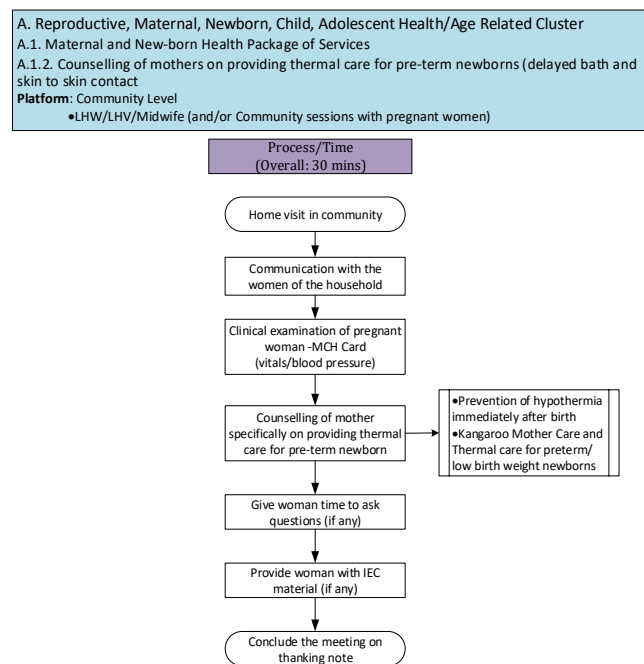 A. Reproductive, Maternal, Newborn, Child, Adolescent Health/Age Related Cluster
A.1. Maternal and New-born Health Package of Services
A.1.2. Counselling of mothers on providing thermal care for pre-term newborns (delayed bath and
skin to skin contact
Platform: Community Level
•LHW/LHV/Midwife (and/or Community sessions with pregnant women)
Process/Time
(Overall: 30 mins)
Home visit in community
Communication with the
women of the household
Clinical examination of pregnant
woman -MCH Card
(vitals/blood pressure)
Counselling of mother
specifically on providing thermal
care for pre-term newborn
•Prevention of hypothermia
immediately after birth
•Kangaroo Mother Care and
Thermal care for preterm/
low birth weight newborns
Give woman time to ask
questions (if any)
Provide woman with IEC
material (if any)
Conclude the meeting on
thanking note